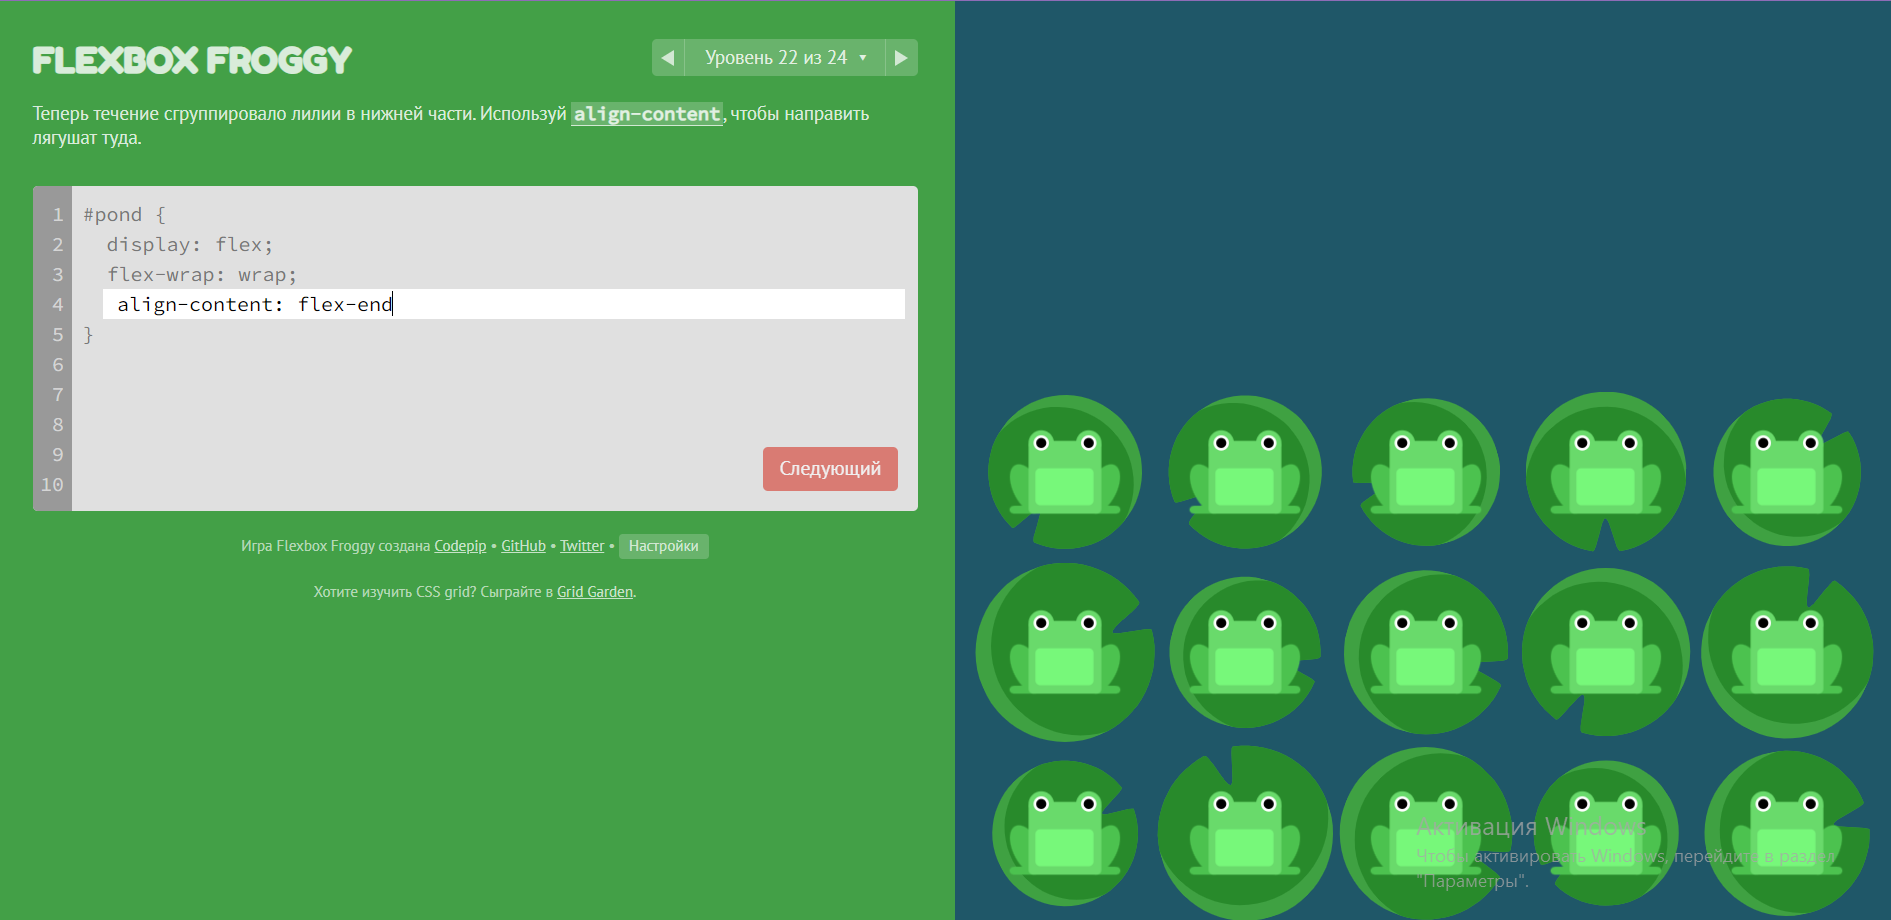 FLEXBOX FROGGY
Уровень 22 из 24
Теперь течение сгруппировало лилии в нижней части. Используй align-content, чтобы направить
лягушат туда.
1 #pond {
2 display: flex;
3 flex-wrap: wrap;
4 align-content: flex-end
5 }
6
7
8
9
10
Следующий
Игра Flexbox Froggy создана Codepip • GitHub • Twitter • Настройки
Хотите изучить CSS grid? Сыграйте в Grid Garden.
Активация Windows
Чтобы активировать Windows, перейдите в раздел
"Параметры".